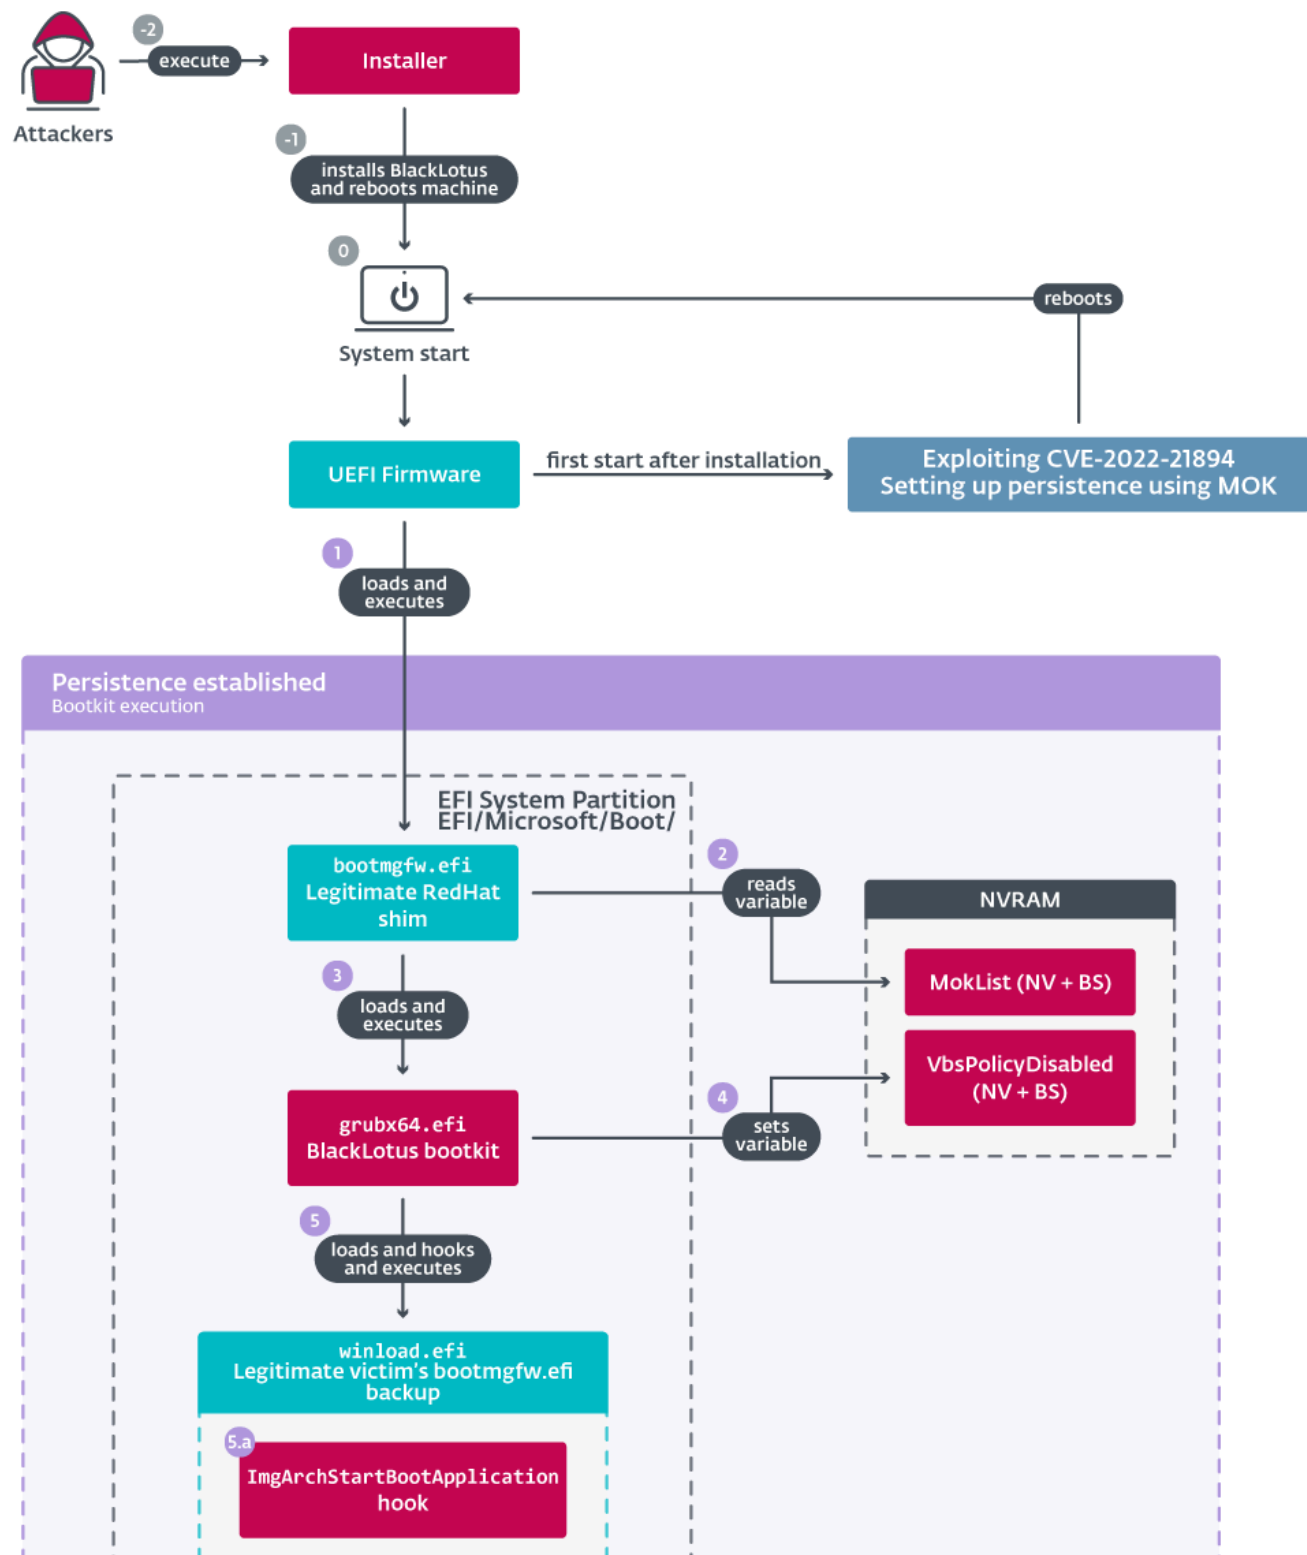 -2
execute
Installer
Attackers
-1
installs BlackLotus
and reboots machine
0
reboots
System start
UEFI Firmware
first start after installation
Exploiting CVE-2022-21894
Setting up persistence using MOK
1
loads and
executes
Persistence established
Bootkit execution
EFI System Partition
EFI/Microsoft/Boot/
bootmgfw.efi
Legitimate RedHat
shim
2
reads
variable
NVRAM
MokList (NV + BS)
3
loads and
executes
VbsPolicyDisabled
(NV + BS)
4
sets
variable
grubx64.efi
BlackLotus bootkit
5
loads and hooks
and executes
winload.efi
Legitimate victim's bootmgfw.efi
backup
5.a
ImgArchStartBootApplication
hook